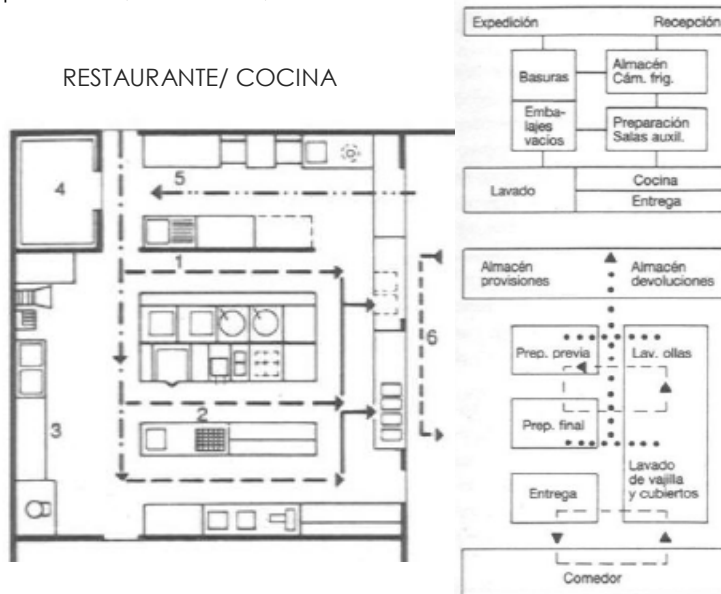 RESTAURANTE/ COCINA
4
5
1
2
3
6
Expedición
Recepción
Basuras
Almacén
Cám. frig.
Emba-
lajes
vacíos
Preparación
Salas auxil.
Lavado
Cocina
Entrega
Almacén
provisiones
Almacén
devoluciones
Prep. previa
Lav. ollas
Prep. final
Entrega
Lavado
de vajilla
y cubiertos
Comedor